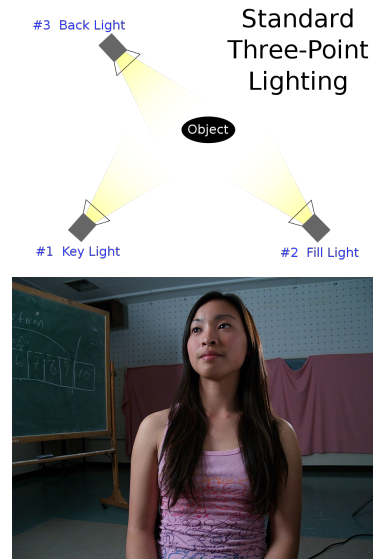 Standard
Three-Point
Lighting
#3 Back Light
Object
#1 Key Light
#2 Fill Light